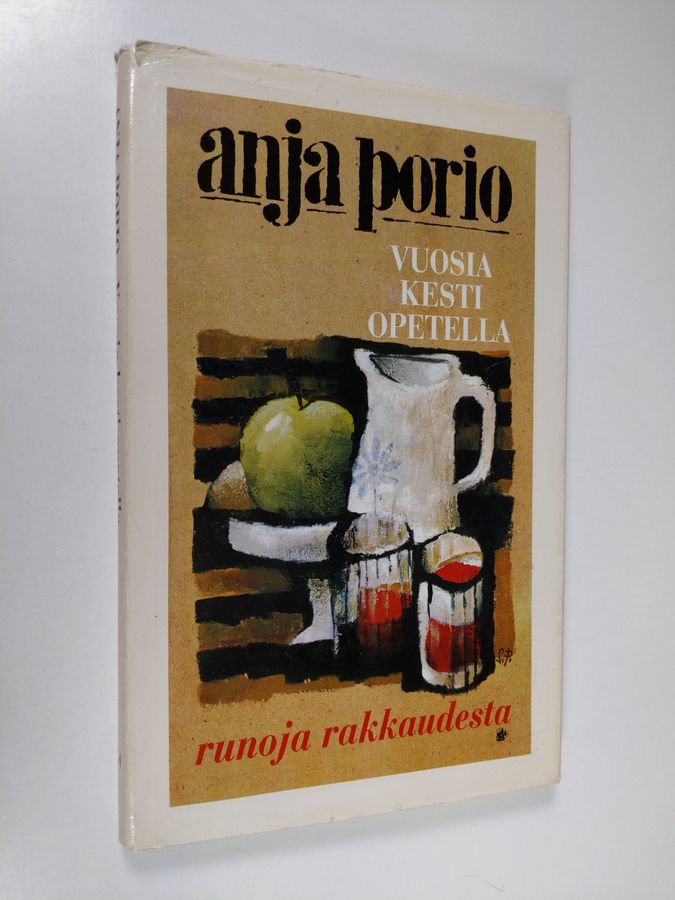 anja porio
VUOSIA
KESTI
OPETELLA
runoja rakkaudesta